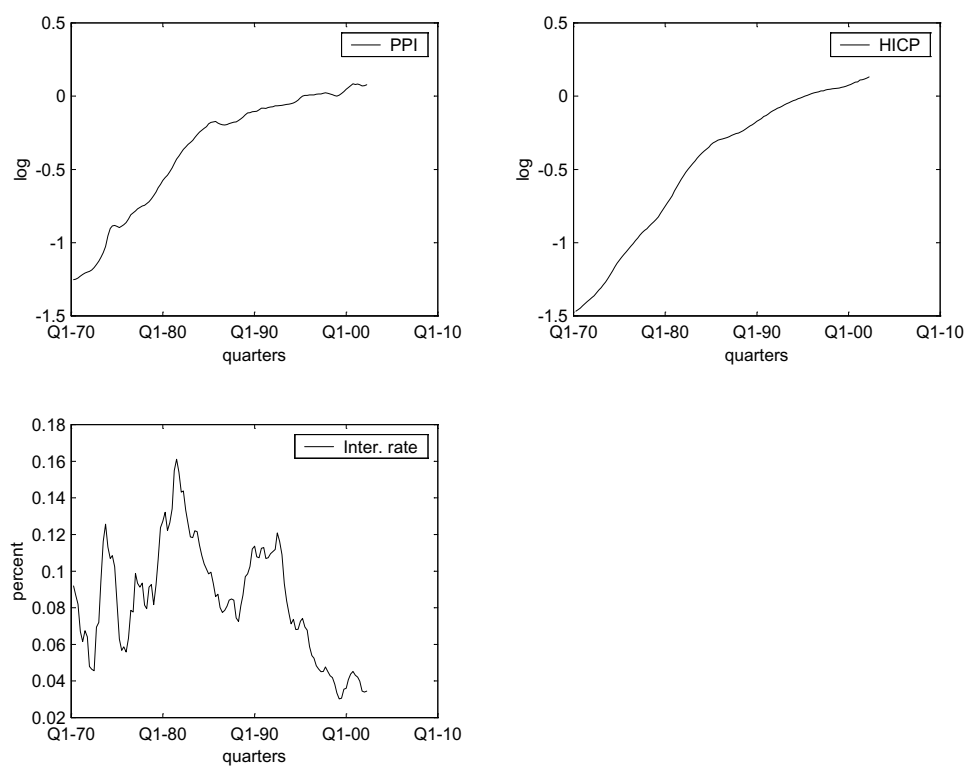 0.5
PPI
0
log
-0.5
-1
-1.5
Q1-70 Q1-80 Q1-90 Q1-00 Q1-10
quarters
0.5
HICP
0
log
-0.5
-1
-1.5
Q1-70 Q1-80 Q1-90 Q1-00 Q1-10
quarters
0.18
Inter. rate
0.16
0.14
0.12
percent
0.1
0.08
0.06
0.04
0.02
Q1-70 Q1-80 Q1-90 Q1-00 Q1-10
quarters